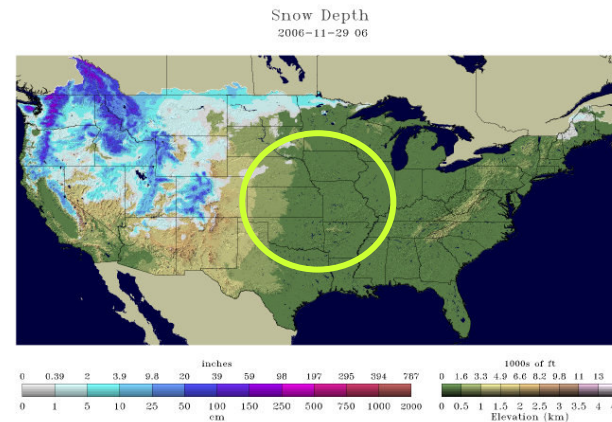 Snow Depth
2006-11-29 06
inches
0 0.39 2 3.9 9.8 20 39 59 98 197 295 394 787
0 1 5 10 25 50 100 150 250 500 750 1000 2000
cm
1000s of ft
0 1.6 3.3 4.9 6.6 8.2 9.8 11 13
0 0.5 1 1.5 2 2.5 3 3.5 4
Elevation (km)